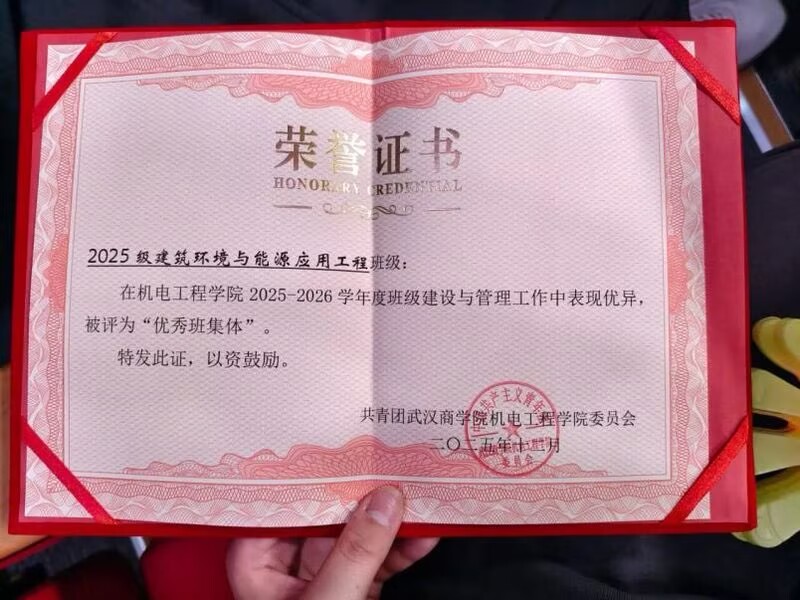 荣誉证书
HONORARY CREDENTIAL
2025 级建筑环境与能源应用工程班级：
在机电工程学院 2025-2026 学年度班级建设与管理工作中表现优异，
被评为“优秀班集体”。
特发此证，以资鼓励。
共青团武汉商学院机电工程学院委员会
二〇二五年十二月